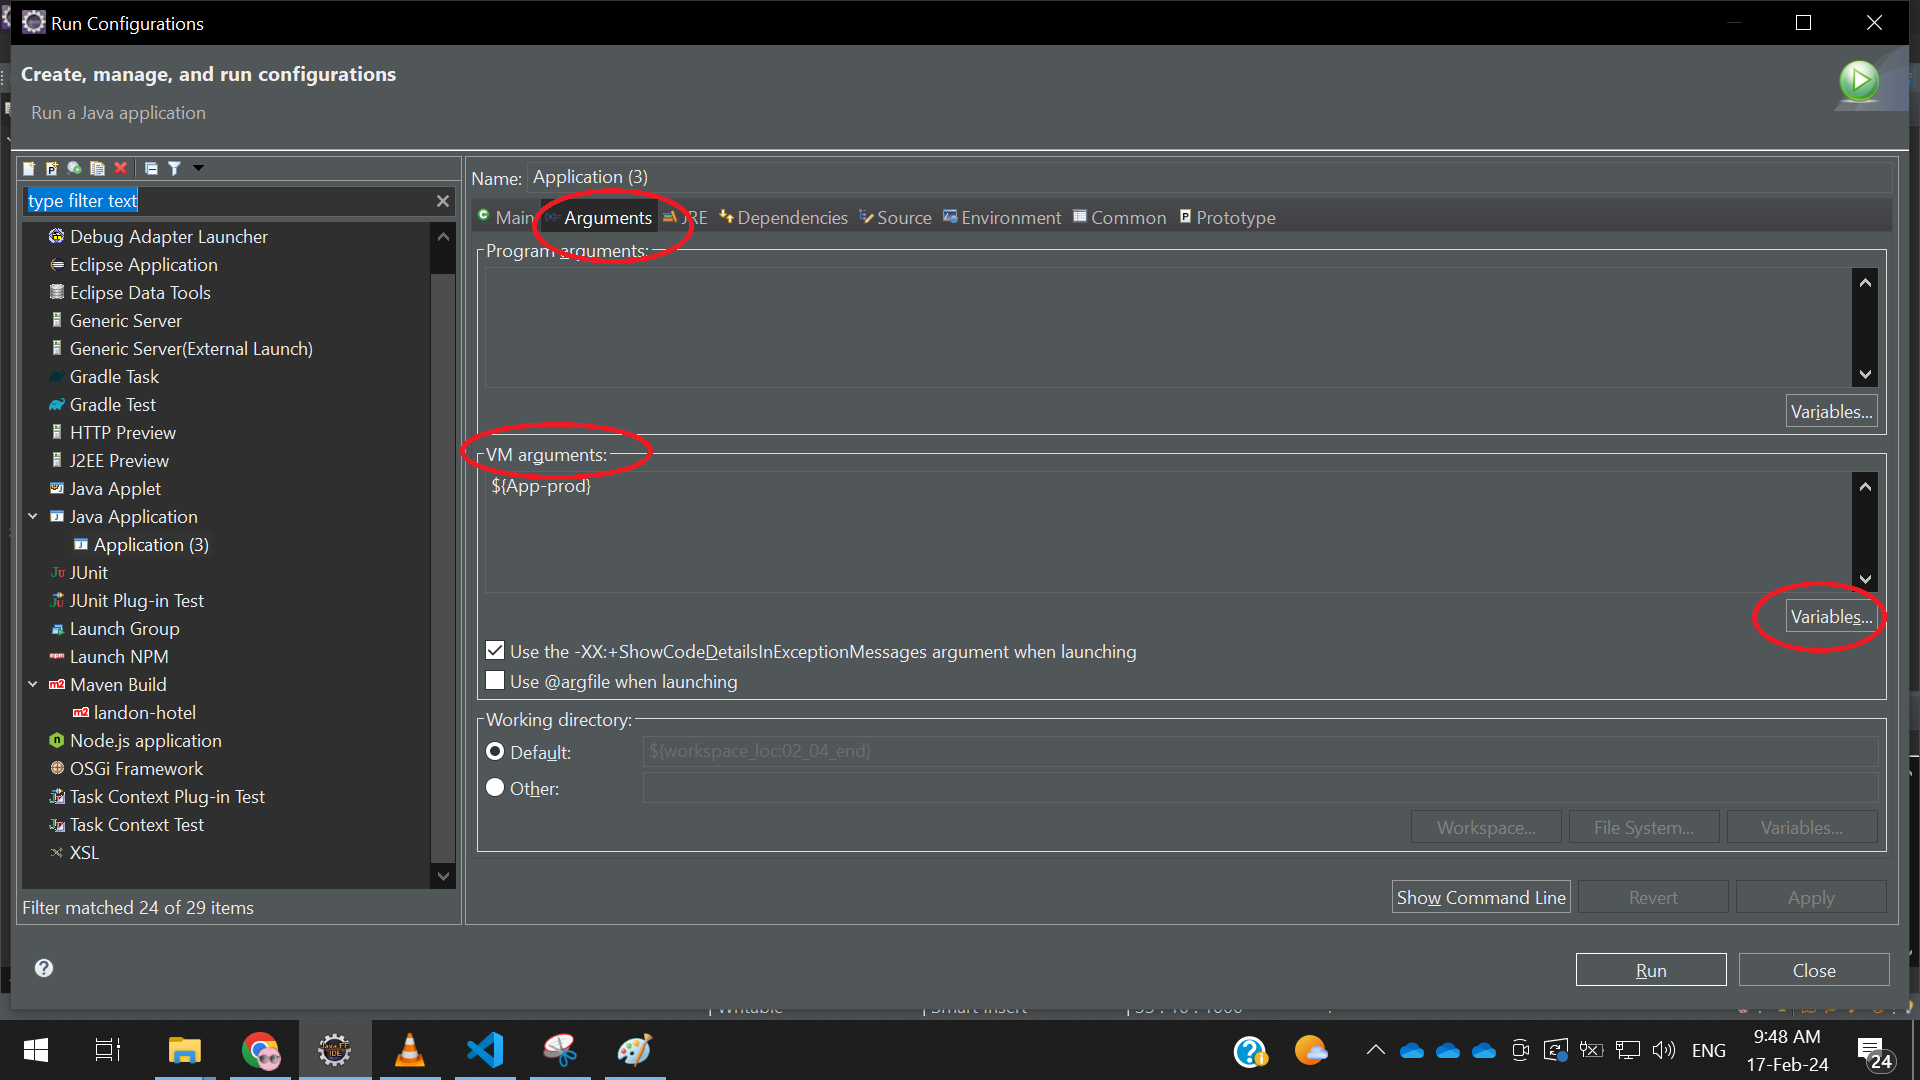 Run Configurations
Create, manage, and run configurations
Run a Java application
type filter text
Debug Adapter Launcher
Eclipse Application
Eclipse Data Tools
Generic Server
Generic Server(External Launch)
Gradle Task
Gradle Test
HTTP Preview
J2EE Preview
Java Applet
Java Application
Application (3)
JUnit
JUnit Plug-in Test
Launch Group
Launch NPM
Maven Build
landon-hotel
Node.js application
OSGi Framework
Task Context Plug-in Test
Task Context Test
XSL
Filter matched 24 of 29 items
Name: Application (3)
Main Arguments JRE Dependencies Source Environment Common Prototype
Program arguments:
Variables...
VM arguments:
${App-prod}
Variables...
Use the -XX:+ShowCodeDetailsInExceptionMessages argument when launching
Use @argfile when launching
Working directory:
Default: ${workspace_loc:02_04_end}
Other:
Workspace... File System... Variables...
Show Command Line Revert Apply
Run Close
ENG
9:48 AM
17-Feb-24
24